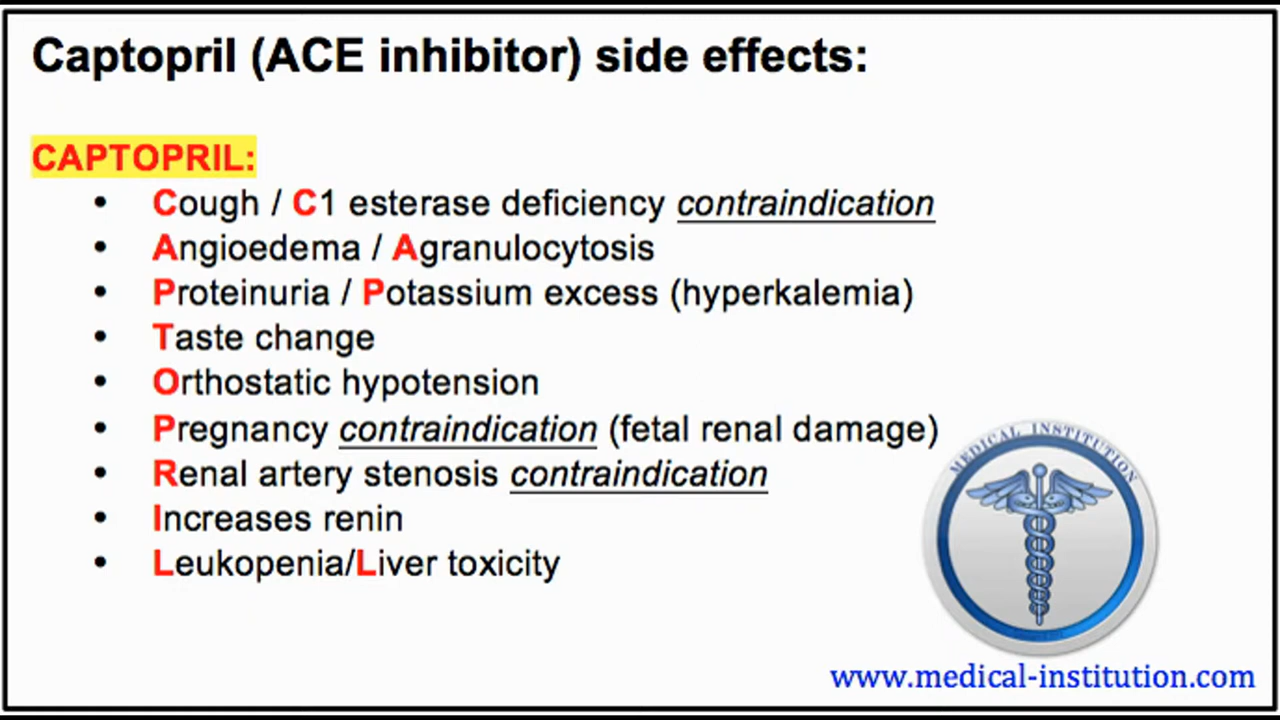 Captopril (ACE inhibitor) side effects:
CAPTOPRIL:
• Cough / C1 esterase deficiency contraindication
• Angioedema / Agranulocytosis
• Proteinuria / Potassium excess (hyperkalemia)
• Taste change
• Orthostatic hypotension
• Pregnancy contraindication (fetal renal damage)
• Renal artery stenosis contraindication
• Increases renin
• Leukopenia/Liver toxicity
MEDICAL INSTITUTION
www.medical-institution.com